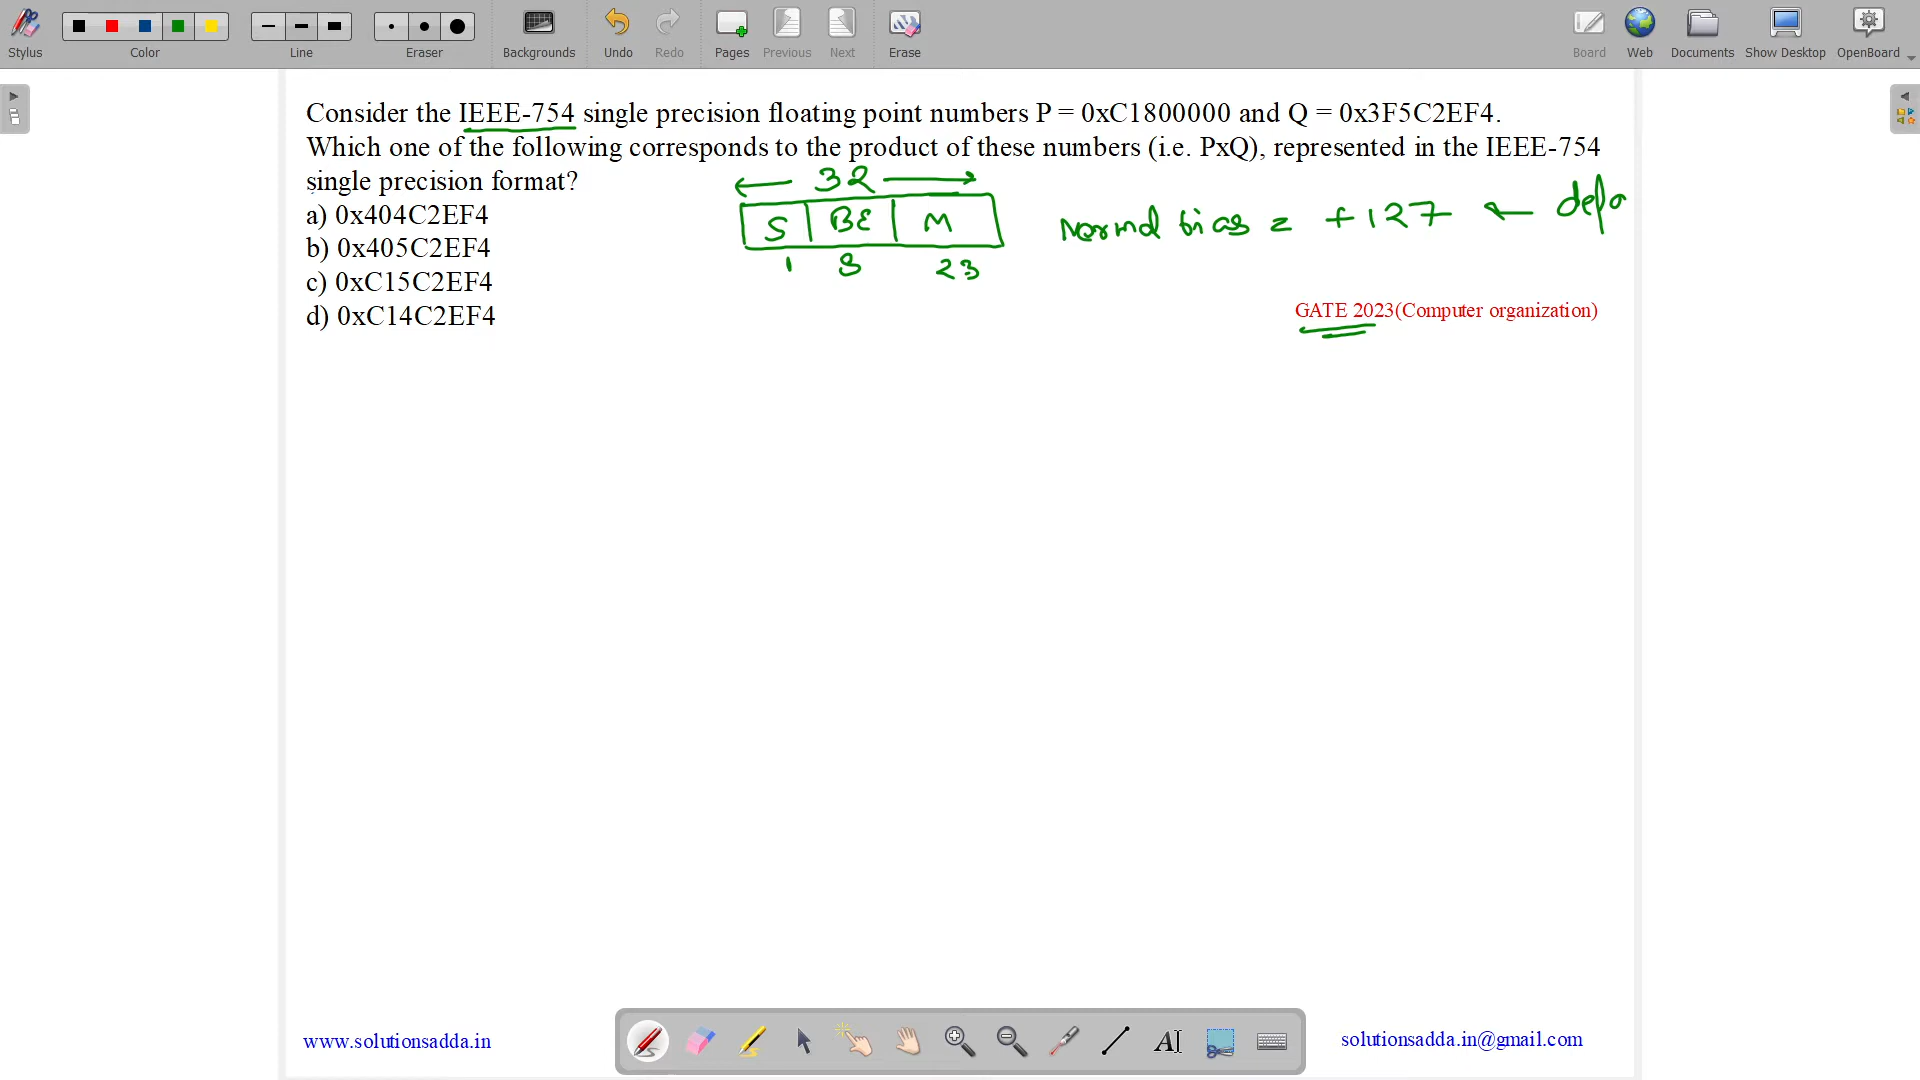 Stylus
Color
Line
Eraser
Backgrounds
Undo
Redo
Pages
Previous
Next
Erase
Board
Web
Documents
Show Desktop
OpenBoard
Consider the IEEE-754 single precision floating point numbers P = 0xC1800000 and Q = 0x3F5C2EF4.
Which one of the following corresponds to the product of these numbers (i.e. PxQ), represented in the IEEE-754
single precision format?
a) 0x404C2EF4
b) 0x405C2EF4
c) 0xC15C2EF4
d) 0xC14C2EF4
32
S BE M
1 8 23
Normal bias = +127 ← defa
GATE 2023(Computer organization)
www.solutionsadda.in
solutionsadda.in@gmail.com